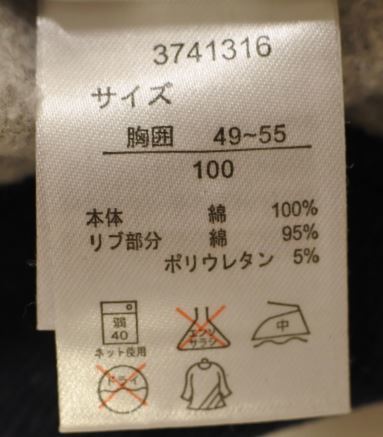 3741316
サイズ
胸囲 49~55
100
本体 綿 100%
リブ部分 綿 95%
ポリウレタン 5%
弱
40
ネット使用
エンソ
サラシ
中
ドライ